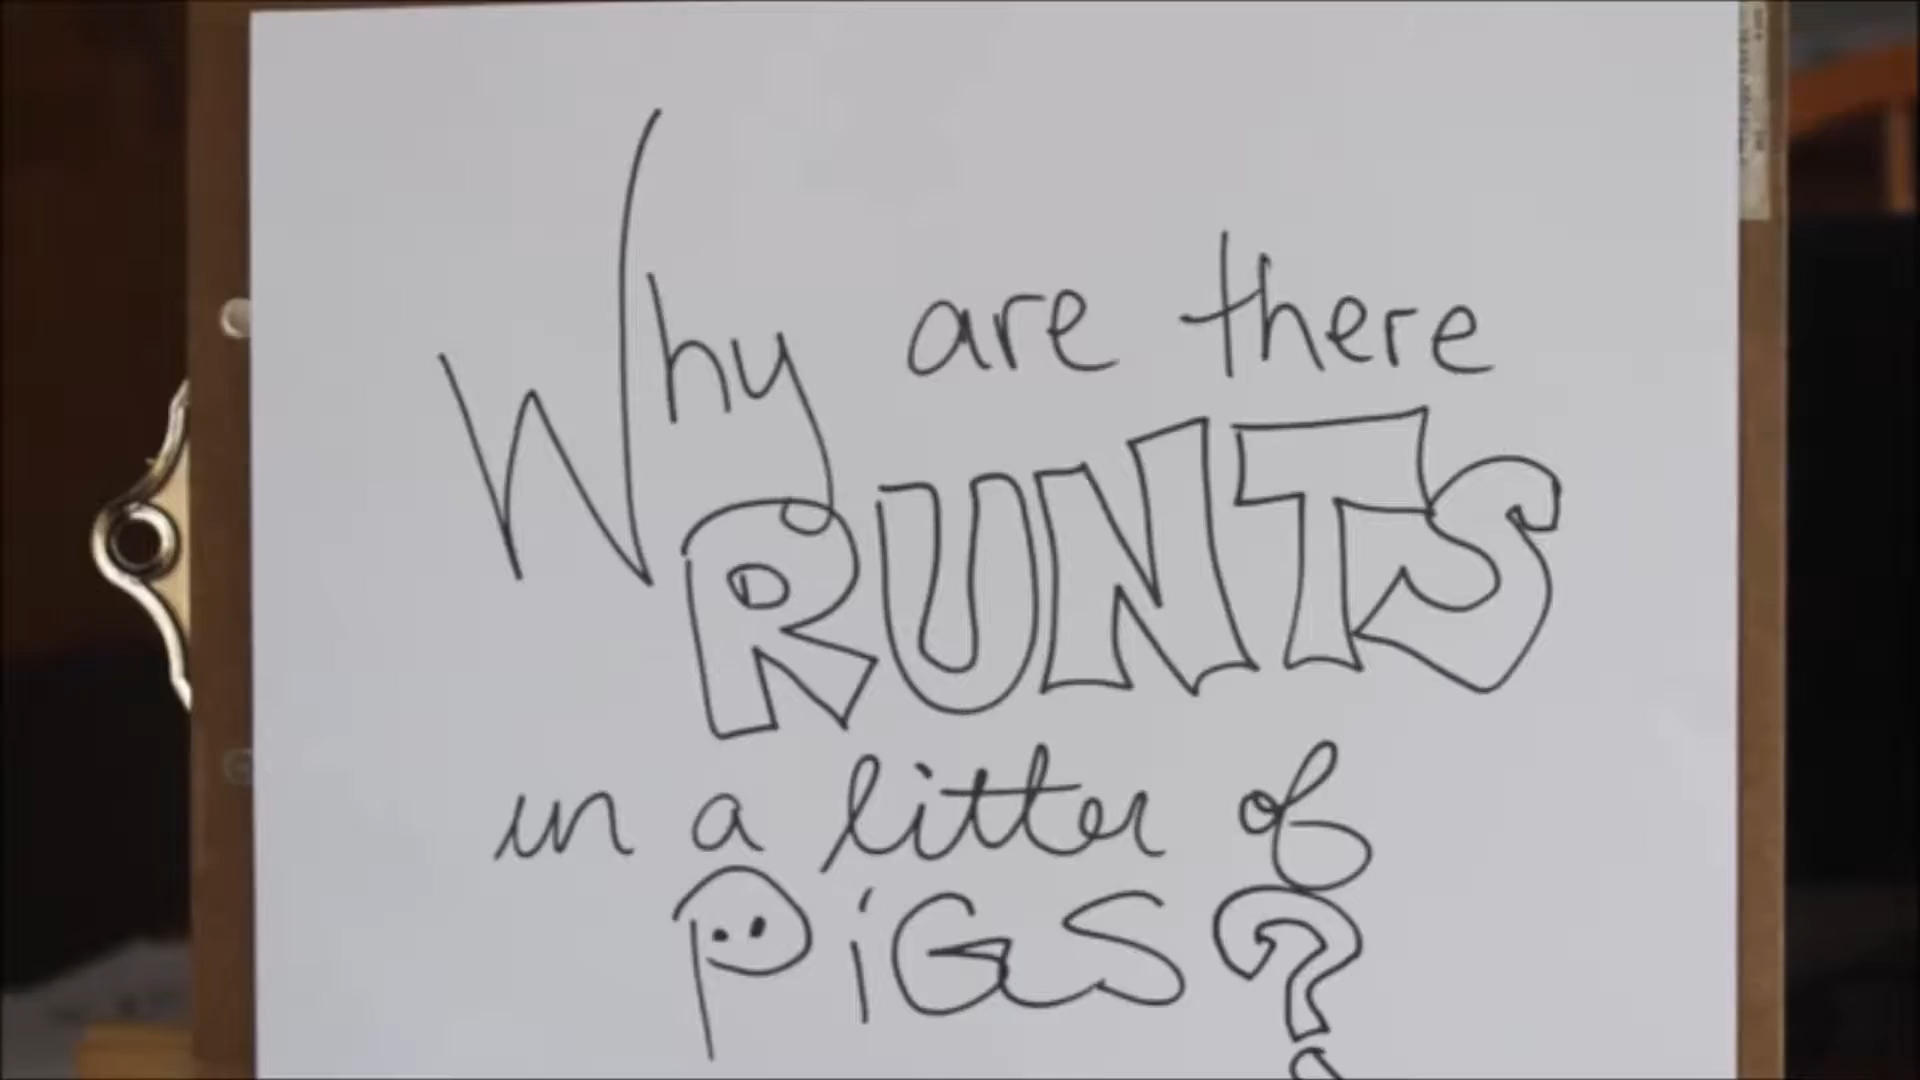 Why are there
RUNTS
in a litter of
PiGS?